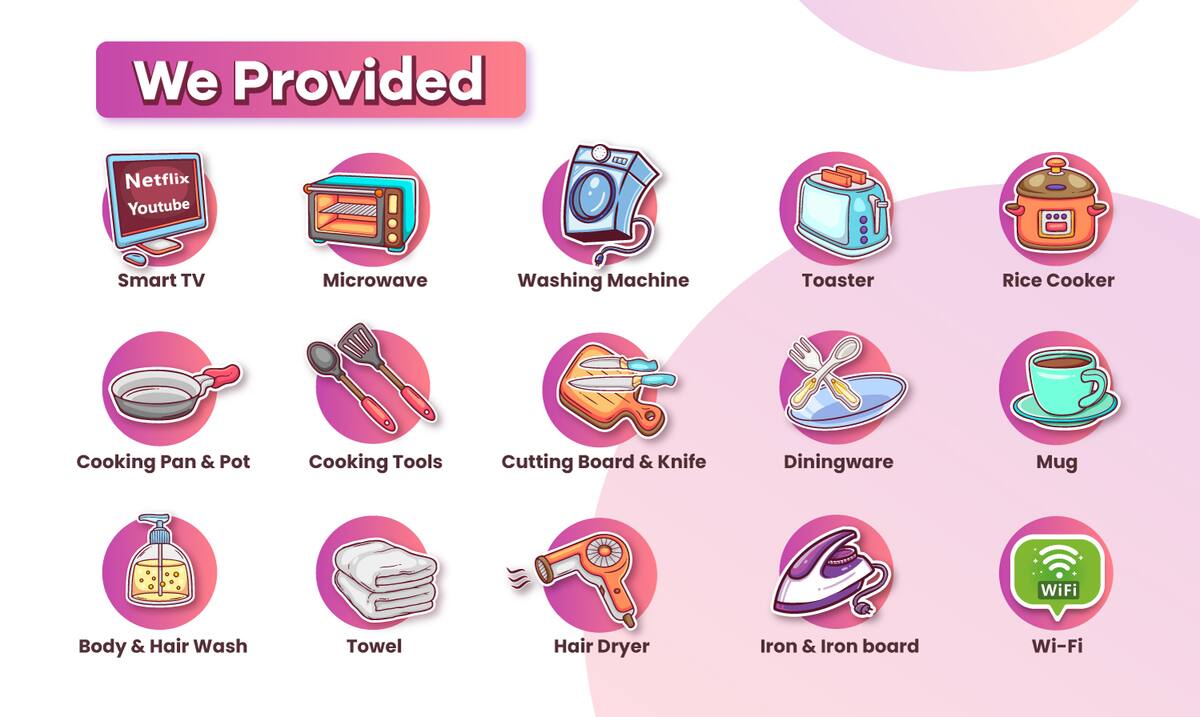 We Provided
Netflix
Youtube
Smart TV
Microwave
Washing Machine
Toaster
Rice Cooker
Cooking Pan & Pot
Cooking Tools
Cutting Board & Knife
Diningware
Mug
WiFi
Body & Hair Wash
Towel
Hair Dryer
Iron & Iron board
Wi-Fi